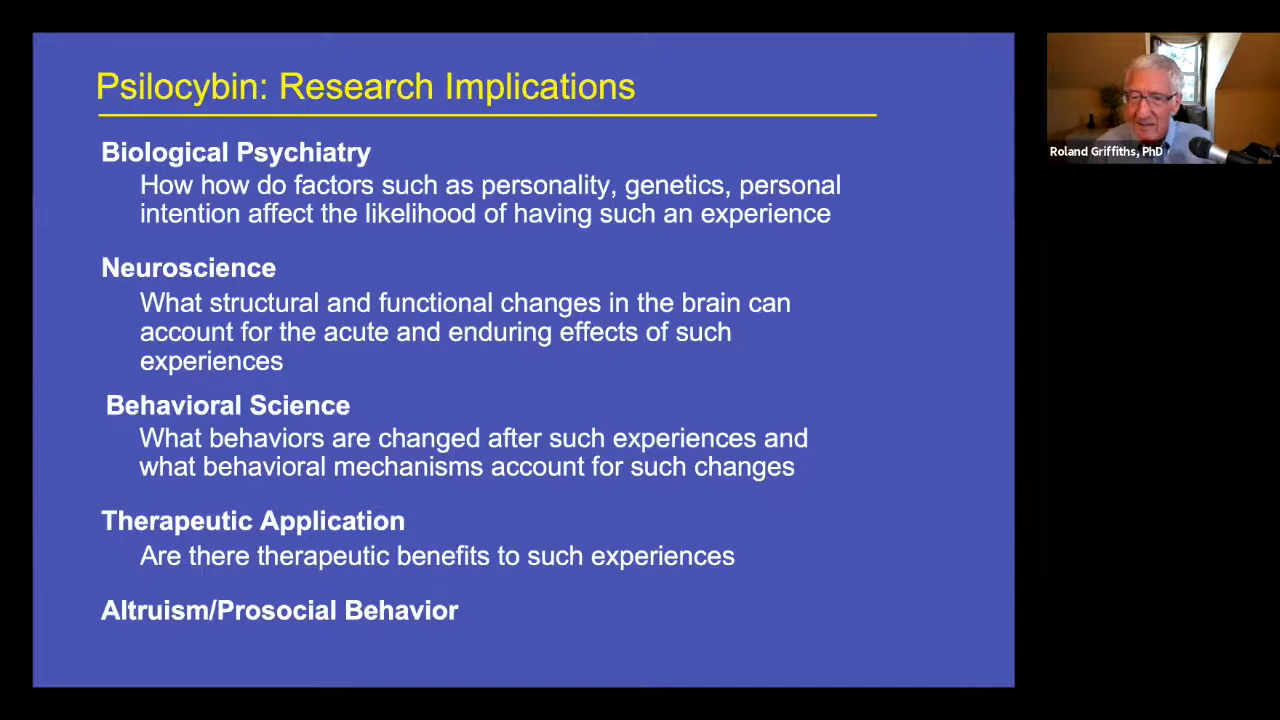 Psilocybin: Research Implications
Biological Psychiatry
How how do factors such as personality, genetics, personal
intention affect the likelihood of having such an experience
Neuroscience
What structural and functional changes in the brain can
account for the acute and enduring effects of such
experiences
Behavioral Science
What behaviors are changed after such experiences and
what behavioral mechanisms account for such changes
Therapeutic Application
Are there therapeutic benefits to such experiences
Altruism/Prosocial Behavior
Roland Griffiths, PhD